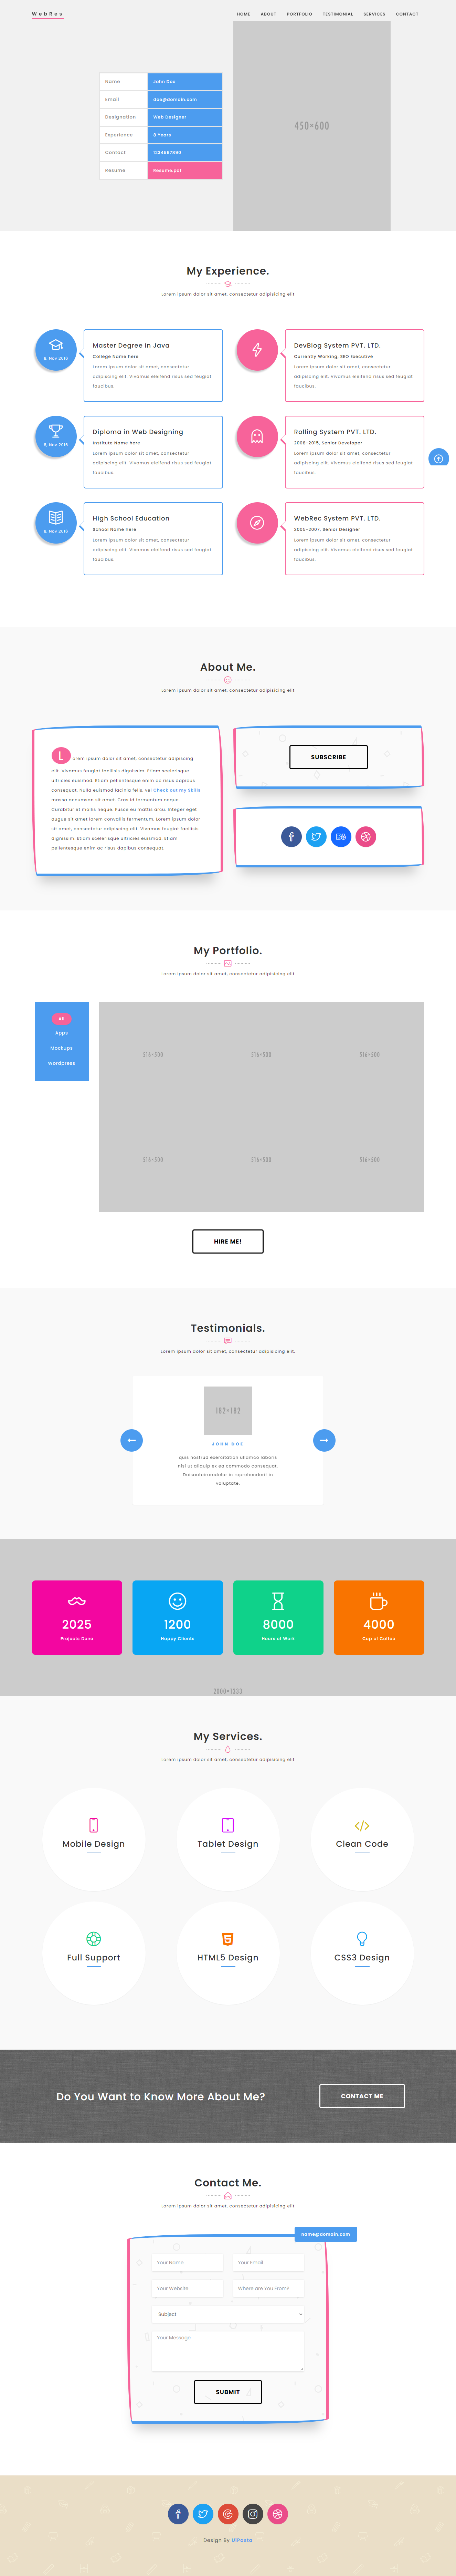 WebRes
HOME ABOUT PORTFOLIO TESTIMONIAL SERVICES CONTACT
Name John Doe
Email doe@domain.com
Designation Web Designer
Experience 8 Years
Contact 1234567890
Resume Resume.pdf
450×600
My Experience.
Lorem ipsum dolor sit amet, consectetur adipisicing elit
8, Nov 2019
Master Degree in Java
College Name here
Lorem ipsum dolor sit amet, consectetur
adipisicing elit. Vivamus eleifend risus sed feugiat
faucibus.
DevBlog System PVT. LTD.
Currently Working, SEO Executive
Lorem ipsum dolor sit amet, consectetur
adipisicing elit. Vivamus eleifend risus sed feugiat
faucibus.
8, Nov 2019
Diploma in Web Designing
Institute Name here
Lorem ipsum dolor sit amet, consectetur
adipisicing elit. Vivamus eleifend risus sed feugiat
faucibus.
Rolling System PVT. LTD.
2008-2015, Senior Developer
Lorem ipsum dolor sit amet, consectetur
adipisicing elit. Vivamus eleifend risus sed feugiat
faucibus.
8, Nov 2019
High School Education
School Name here
Lorem ipsum dolor sit amet, consectetur
adipisicing elit. Vivamus eleifend risus sed feugiat
faucibus.
WebRec System PVT. LTD.
2005-2007, Senior Designer
Lorem ipsum dolor sit amet, consectetur
adipisicing elit. Vivamus eleifend risus sed feugiat
faucibus.
About Me.
Lorem ipsum dolor sit amet, consectetur adipisicing elit
Lorem ipsum dolor sit amet, consectetur adipiscing
elit. Vivamus feugiat facilisis dignissim. Etiam scelerisque
ultricies euismod. Etiam pellentesque enim ac risus dapibus
consequat. Nulla euismod lacinia felis, vel Check out my Skills
massa accumsan sit amet. Cras id fermentum neque.
Curabitur et mollis neque. Fusce eu mattis arcu. Integer eget
augue sit amet lorem convallis fermentum. Lorem ipsum dolor
sit amet, consectetur adipiscing elit. Vivamus feugiat facilisis
dignissim. Etiam scelerisque ultricies euismod. Etiam
pellentesque enim ac risus dapibus consequat
SUBSCRIBE
My Portfolio.
Lorem ipsum dolor sit amet, consectetur adipisicing elit
All
Apps
Mockups
Wordpress
516×500 516×500 516×500
516×500 516×500 516×500
HIRE ME!
Testimonials.
Lorem ipsum dolor sit amet, consectetur adipisicing elit.
182×182
JOHN DOE
quis nostrud exercitation ullamco laboris
nisi ut aliquip ex ea commodo consequat.
Duisauteiruredolor in reprehenderit in
voluptate.
2025
Projects Done
1200
Happy Clients
8000
Hours of Work
4000
Cup of Coffee
2000×1333
My Services.
Lorem ipsum dolor sit amet, consectetur adipisicing elit
Mobile Design
Tablet Design
Clean Code
Full Support
HTML5 Design
CSS3 Design
Do You Want to Know More About Me?
CONTACT ME
Contact Me.
Lorem ipsum dolor sit amet, consectetur adipisicing elit
name@domain.com
Your Name Your Email
Your Website Where are You From?
Subject
Your Message
SUBMIT
Design By UiPasta